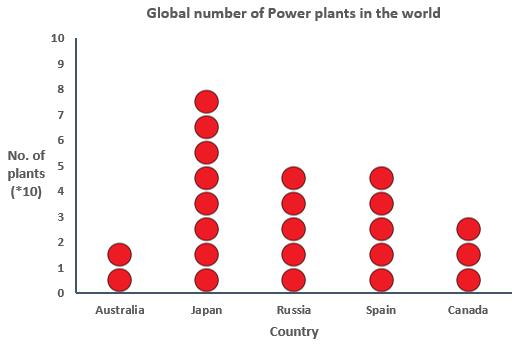 Global number of Power plants in the world
10
9
8
7
6
5
4
3
2
1
0
No. of
plants
(*10)
Australia Japan Russia Spain Canada
Country